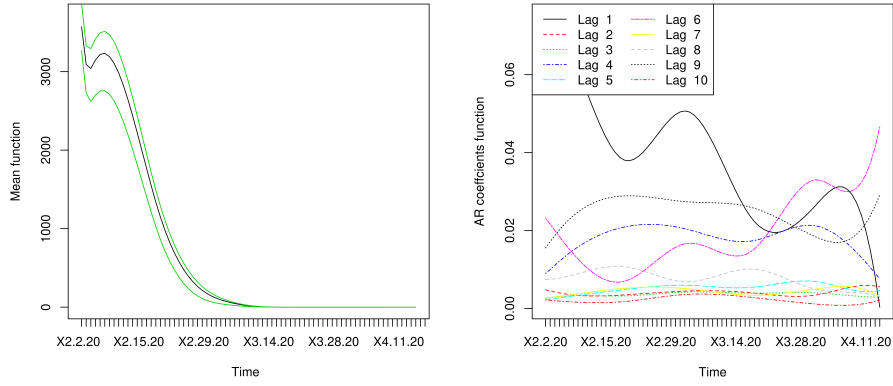 Mean function
3000
2000
1000
0
X2.2.20 X2.15.20 X2.29.20 X3.14.20 X3.28.20 X4.11.20
Time
AR coeffcients function
0.06
0.04
0.02
0.00
Lag 1 Lag 6
Lag 2 Lag 7
Lag 3 Lag 8
Lag 4 Lag 9
Lag 5 Lag 10
X2.2.20 X2.15.20 X2.29.20 X3.14.20 X3.28.20 X4.11.20
Time